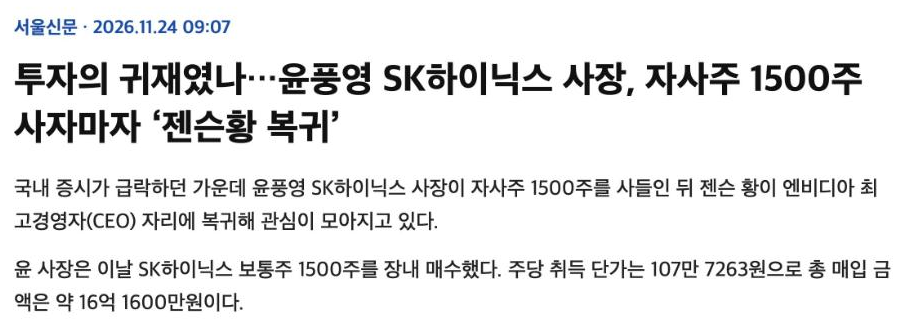 서울신문 · 2026.11.24 09:07
투자의 귀재였나…윤풍영 SK하이닉스 사장, 자사주 1500주
사자마자 ‘젠슨황 복귀’
국내 증시가 급락하던 가운데 윤풍영 SK하이닉스 사장이 자사주 1500주를 사들인 뒤 젠슨 황이 엔비디아 최
고경영자(CEO) 자리에 복귀해 관심이 모아지고 있다.
윤 사장은 이날 SK하이닉스 보통주 1500주를 장내 매수했다. 주당 취득 단가는 107만 7263원으로 총 매입 금
액은 약 16억 1600만원이다.